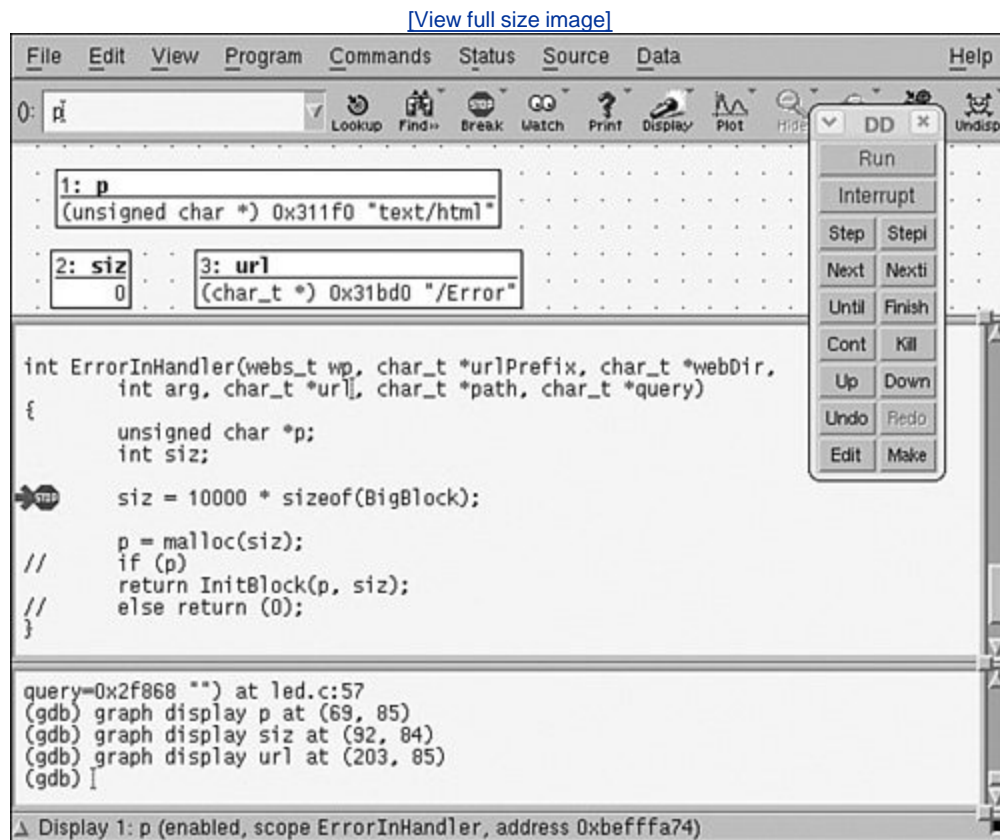 [View full size image]
File Edit View Program Commands Status Source Data Help
(): p
Lookup Find» Break Watch Print Display Plot Hide Undisp
STOP
DD
Run
Interrupt
Step Stepi
Next Nexti
Until Finish
Cont Kill
Up Down
Undo Redo
Edit Make
1: p
(unsigned char *) 0x311f0 "text/html"
2: siz
0
3: url
(char_t *) 0x31bd0 "/Error"
int ErrorInHandler(webs_t wp, char_t *urlPrefix, char_t *webDir,
int arg, char_t *url, char_t *path, char_t *query)
{
unsigned char *p;
int siz;
STOP siz = 10000 * sizeof(BigBlock);
p = malloc(siz);
// if (p)
return InitBlock(p, siz);
// else return (0);
}
query=0x2f868 "") at led.c:57
(gdb) graph display p at (69, 85)
(gdb) graph display siz at (92, 84)
(gdb) graph display url at (203, 85)
(gdb)
Display 1: p (enabled, scope ErrorInHandler, address 0xbefffa74)